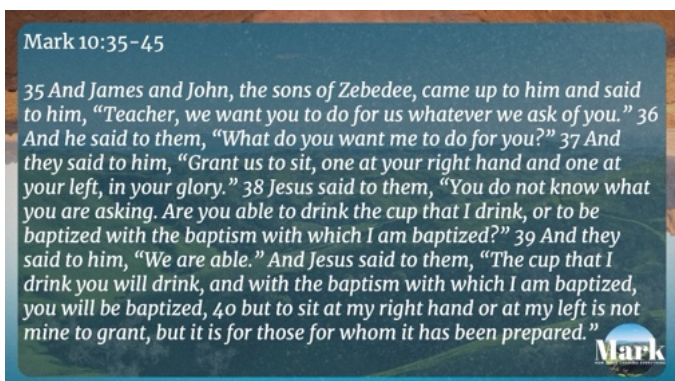 Mark 10:35-45
35 And James and John, the sons of Zebedee, came up to him and said
to him, “Teacher, we want you to do for us whatever we ask of you.” 36
And he said to them, “What do you want me to do for you?” 37 And
they said to him, “Grant us to sit, one at your right hand and one at
your left, in your glory.” 38 Jesus said to them, “You do not know what
you are asking. Are you able to drink the cup that I drink, or to be
baptized with the baptism with which I am baptized?” 39 And they
said to him, “We are able.” And Jesus said to them, “The cup that I
drink you will drink, and with the baptism with which I am baptized,
you will be baptized, 40 but to sit at my right hand or at my left is not
mine to grant, but it is for those for whom it has been prepared.”
Mark